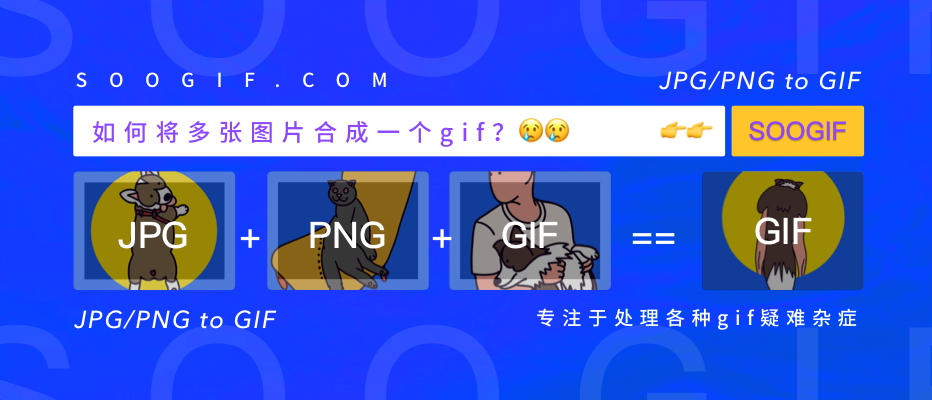 SOOGIF
SOOGIF.COM
JPG/PNG to GIF
如何将多张图片合成一个gif？😢😢 👉👉
SOOGIF
JPG + PNG + GIF == GIF
JPG/PNG to GIF
专注于处理各种gif疑难杂症
SOOGIF